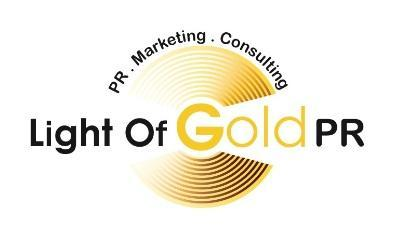 PR . Marketing . Consulting
Light Of Gold PR